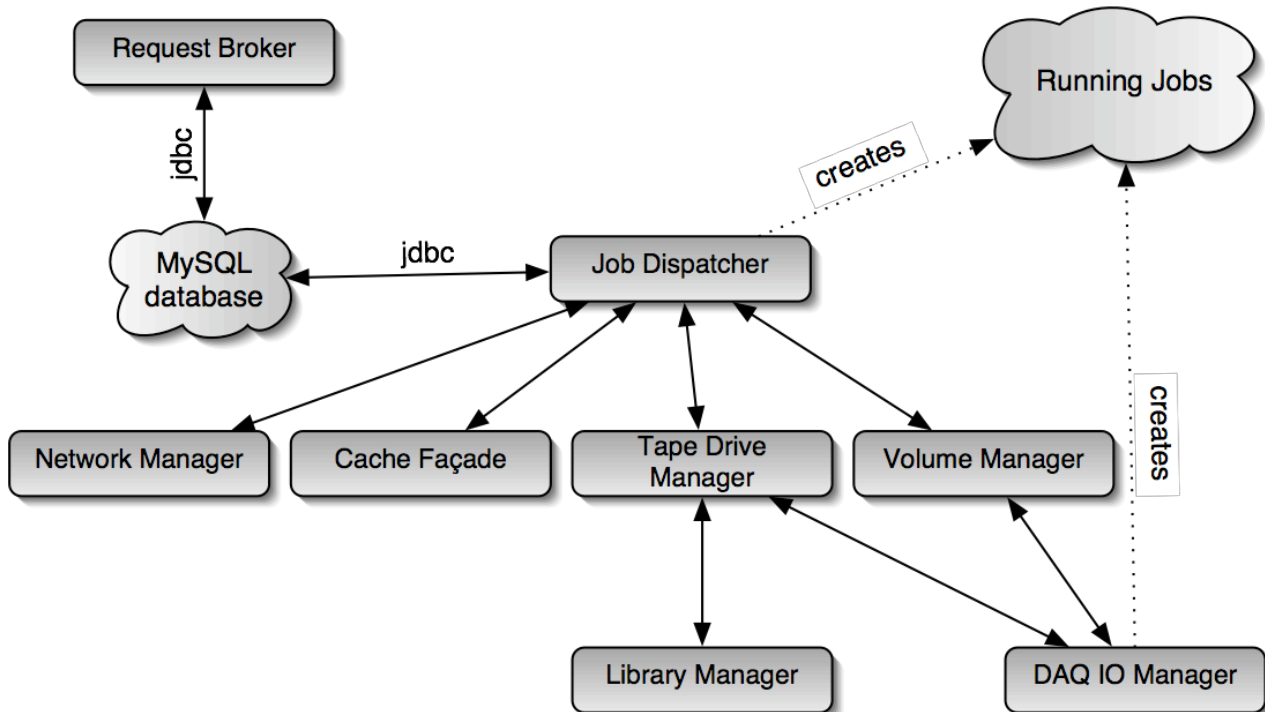 Request Broker
Running Jobs
jdbc
creates
MySQL
database
jdbc
Job Dispatcher
creates
Network Manager
Cache Façade
Tape Drive
Manager
Volume Manager
Library Manager
DAQ IO Manager